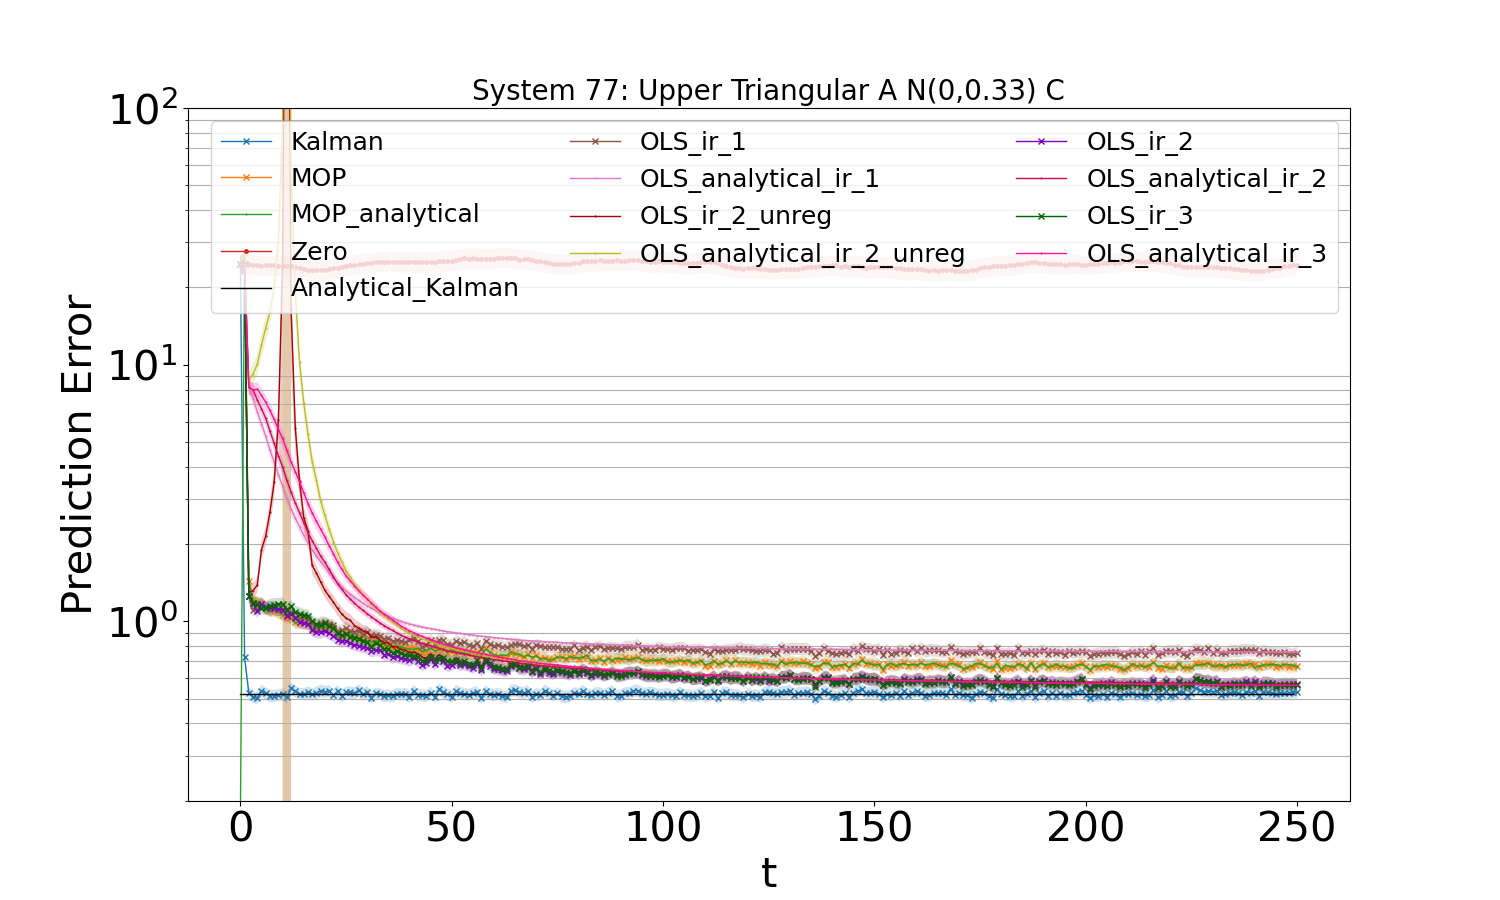 System 77: Upper Triangular A N(0,0.33) C
10²
10¹
10⁰
Prediction Error
Kalman
MOP
MOP_analytical
Zero
Analytical_Kalman
OLS_ir_1
OLS_analytical_ir_1
OLS_ir_2_unreg
OLS_analytical_ir_2_unreg
OLS_ir_2
OLS_analytical_ir_2
OLS_ir_3
OLS_analytical_ir_3
0 50 100 150 200 250
t